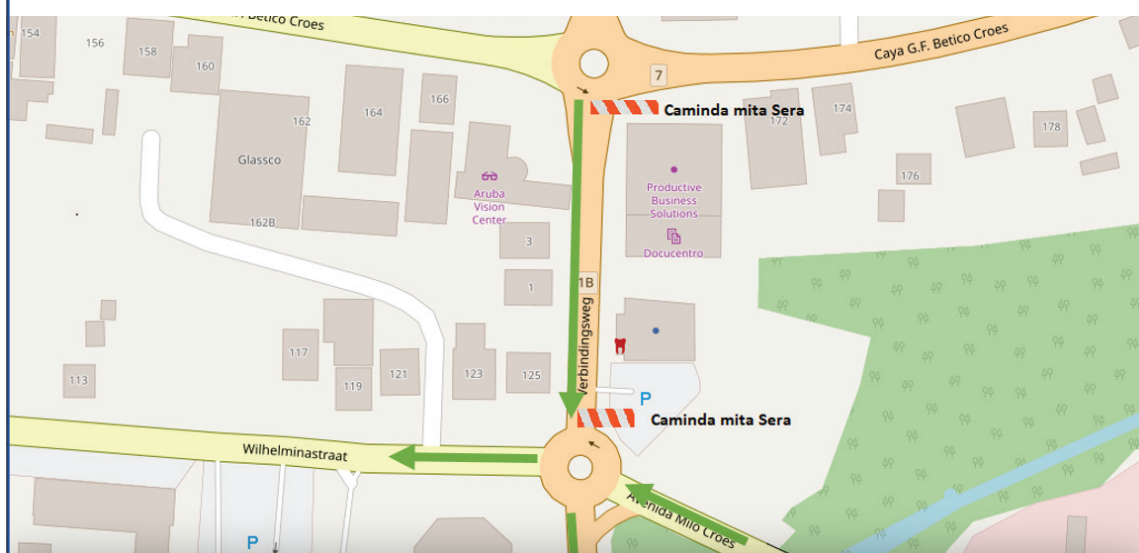 Betico Croes
154
156
158
160
7
Caya G.F. Betico Croes
166
164
162
Caminda mita Sera
172
174
178
Glassco
176
Aruba
Vision
Center
Productive
Business
Solutions
162B
3
Docucentro
1
1B
Verbindingsweg
117
113
119
121
123
125
P
Caminda mita Sera
Wilhelminastraat
Avenida Milo Croes
P